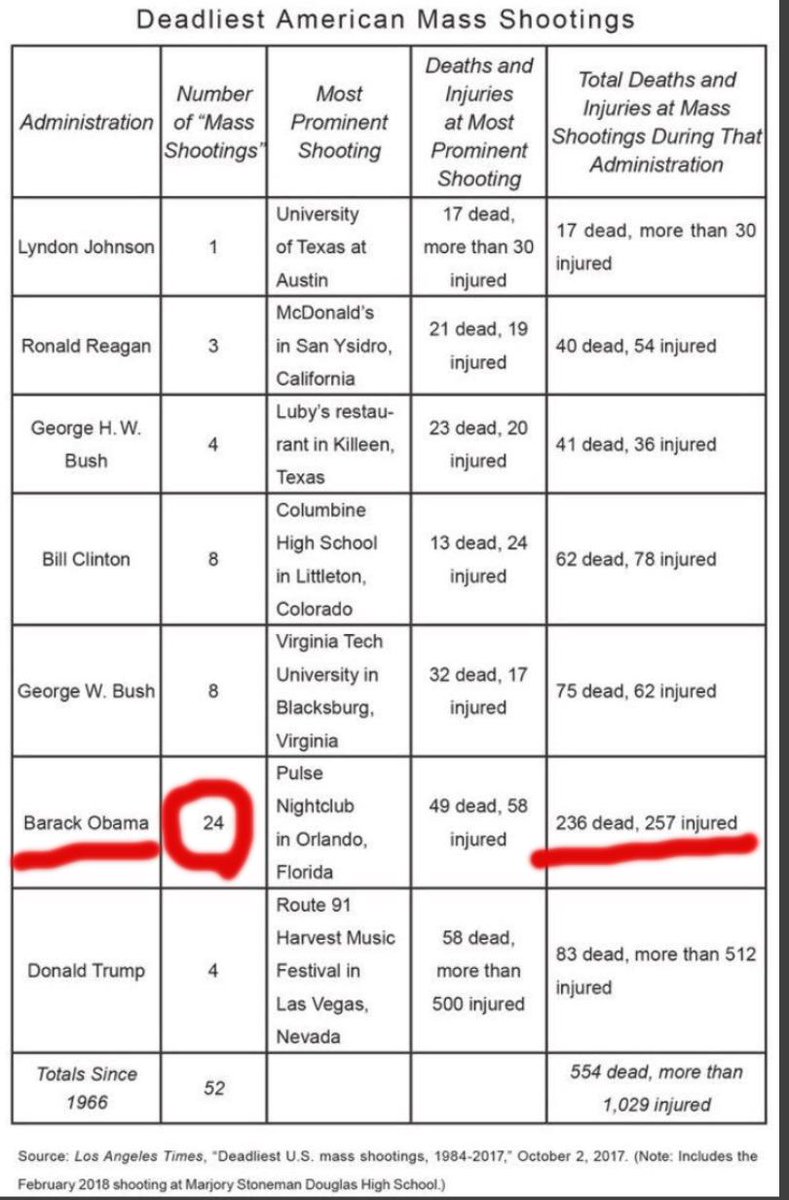 Deadliest American Mass Shootings
Administration
Number
of “Mass
Shootings”
Most
Prominent
Shooting
Deaths and
Injuries
at Most
Prominent
Shooting
Total Deaths and
Injuries at Mass
Shootings During That
Administration
Lyndon Johnson
1
University
of Texas at
Austin
17 dead,
more than 30
injured
17 dead, more than 30
injured
Ronald Reagan
3
McDonald’s
in San Ysidro,
California
21 dead, 19
injured
40 dead, 54 injured
George H. W.
Bush
4
Luby’s restau-
rant in Killeen,
Texas
23 dead, 20
injured
41 dead, 36 injured
Bill Clinton
8
Columbine
High School
in Littleton,
Colorado
13 dead, 24
injured
62 dead, 78 injured
George W. Bush
8
Virginia Tech
University in
Blacksburg,
Virginia
32 dead, 17
injured
75 dead, 62 injured
Barack Obama
24
Pulse
Nightclub
in Orlando,
Florida
49 dead, 58
injured
236 dead, 257 injured
Donald Trump
4
Route 91
Harvest Music
Festival in
Las Vegas,
Nevada
58 dead,
more than
500 injured
83 dead, more than 512
injured
Totals Since
1966
52
554 dead, more than
1,029 injured
Source: Los Angeles Times, “Deadliest U.S. mass shootings, 1984-2017,” October 2, 2017. (Note: Includes the
February 2018 shooting at Marjory Stoneman Douglas High School.)